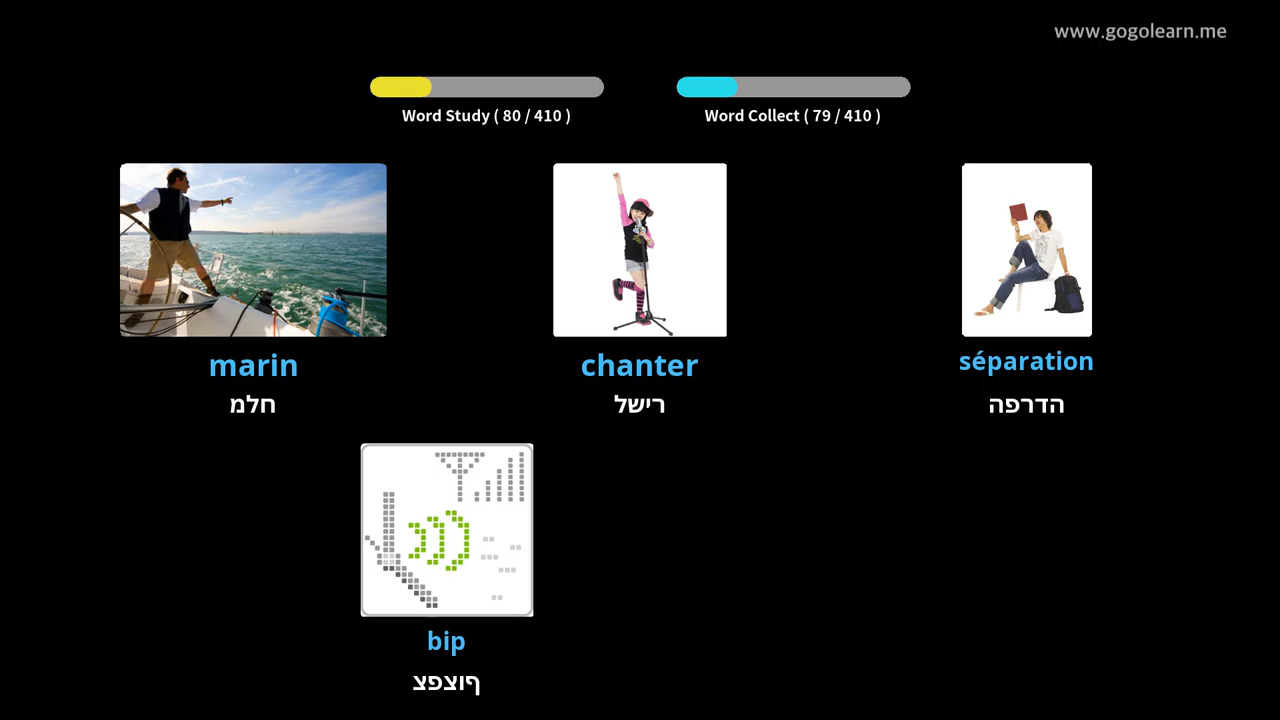 www.gogolearn.me
Word Study ( 80 / 410 )
Word Collect ( 79 / 410 )
marin
חלמ
chanter
רישל
séparation
הדרפה
bip
ףוצפצ